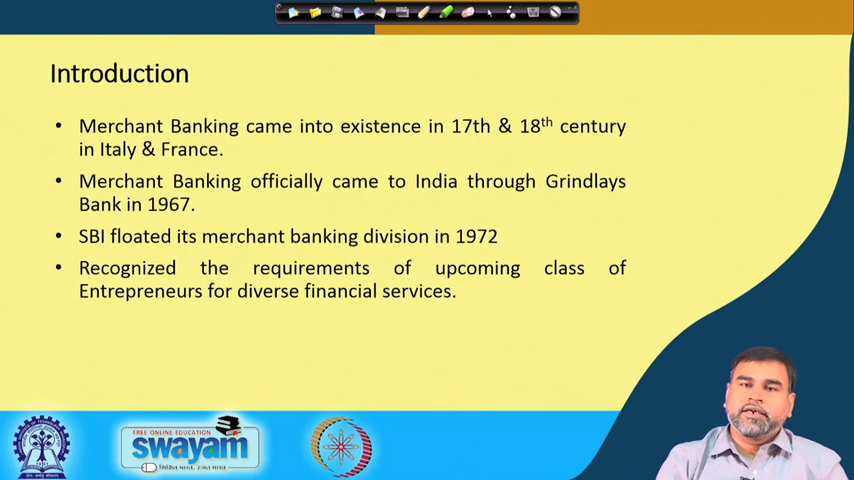 Introduction
• Merchant Banking came into existence in 17th & 18th century
in Italy & France.
• Merchant Banking officially came to India through Grindlays
Bank in 1967.
• SBI floated its merchant banking division in 1972
• Recognized the requirements of upcoming class of
Entrepreneurs for diverse financial services.
FREE ONLINE EDUCATION
swayam